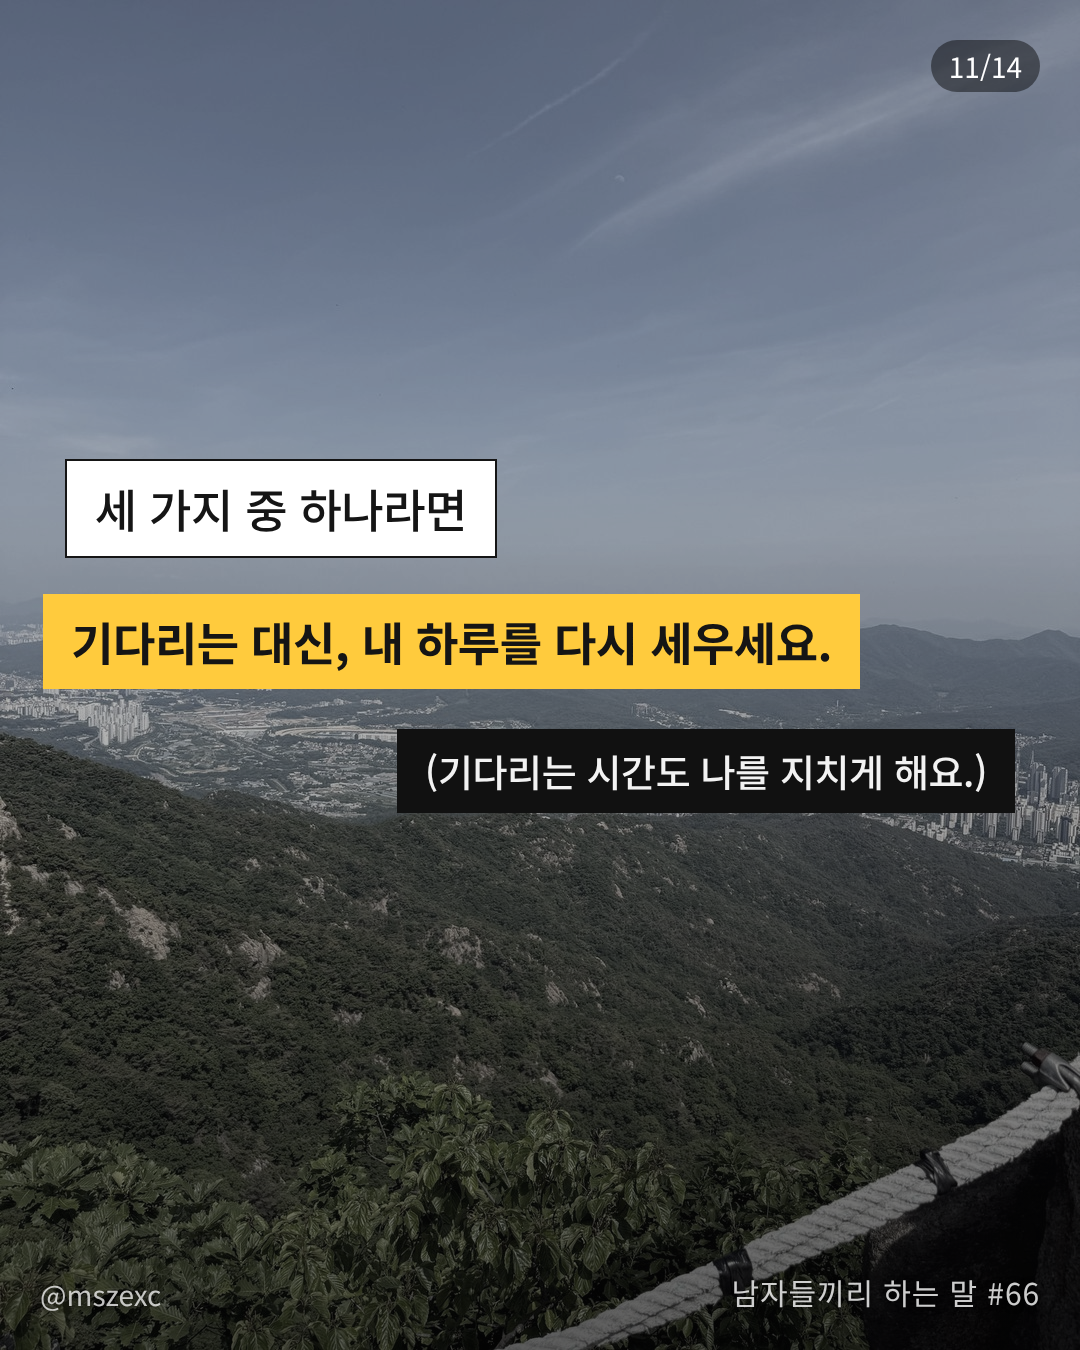 11/14
세 가지 중 하나라면
기다리는 대신, 내 하루를 다시 세우세요.
(기다리는 시간도 나를 지치게 해요.)
@mszexc
남자들끼리 하는 말 #66